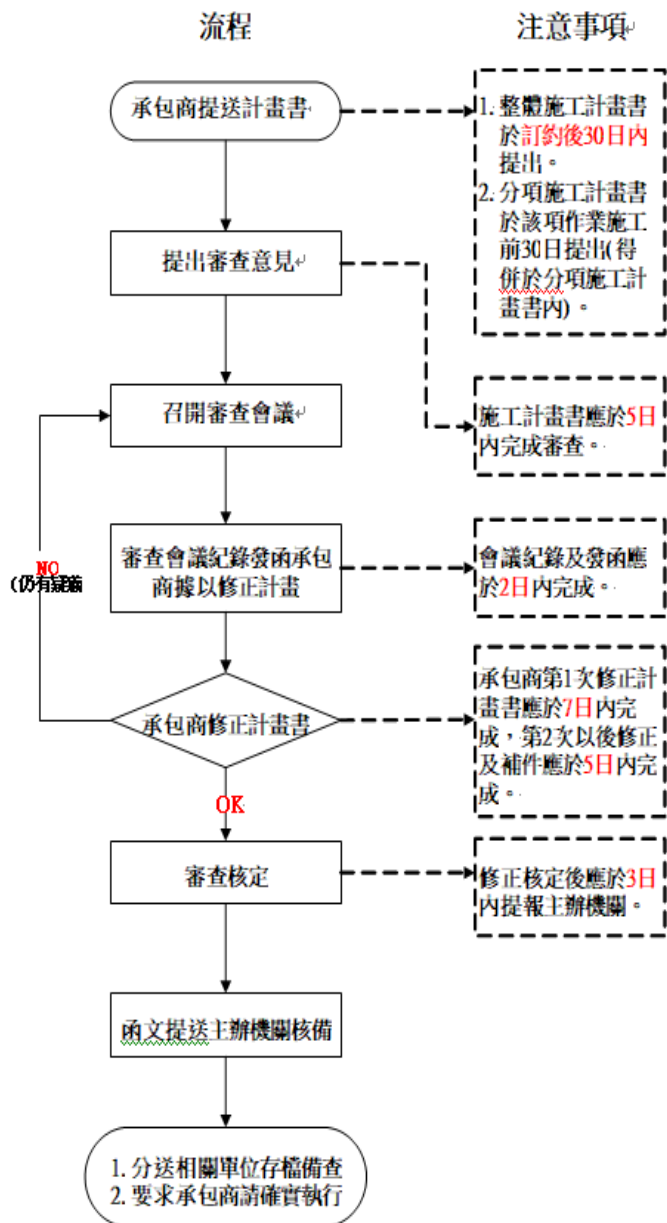 流程
注意事項
承包商提送計畫書
1. 整體施工計畫書
於訂約後30日內
提出。
2. 分項施工計畫書
於該項作業施工
前30日提出(得
併於分項施工計
畫書內)。
提出審查意見
召開審查會議
施工計畫書應於5日
內完成審查。
審查會議紀錄發函承包
商據以修正計畫
會議紀錄及發函應
於2日內完成。
NO
(仍有疑義
承包商修正計畫書
承包商第1次修正計
畫書應於7日內完
成，第2次以後修正
及補件應於5日內完
成。
OK
審查核定
修正核定後應於3日
內提報主辦機關。
函文提送主辦機關核備
1. 分送相關單位存檔備查
2. 要求承包商請確實執行